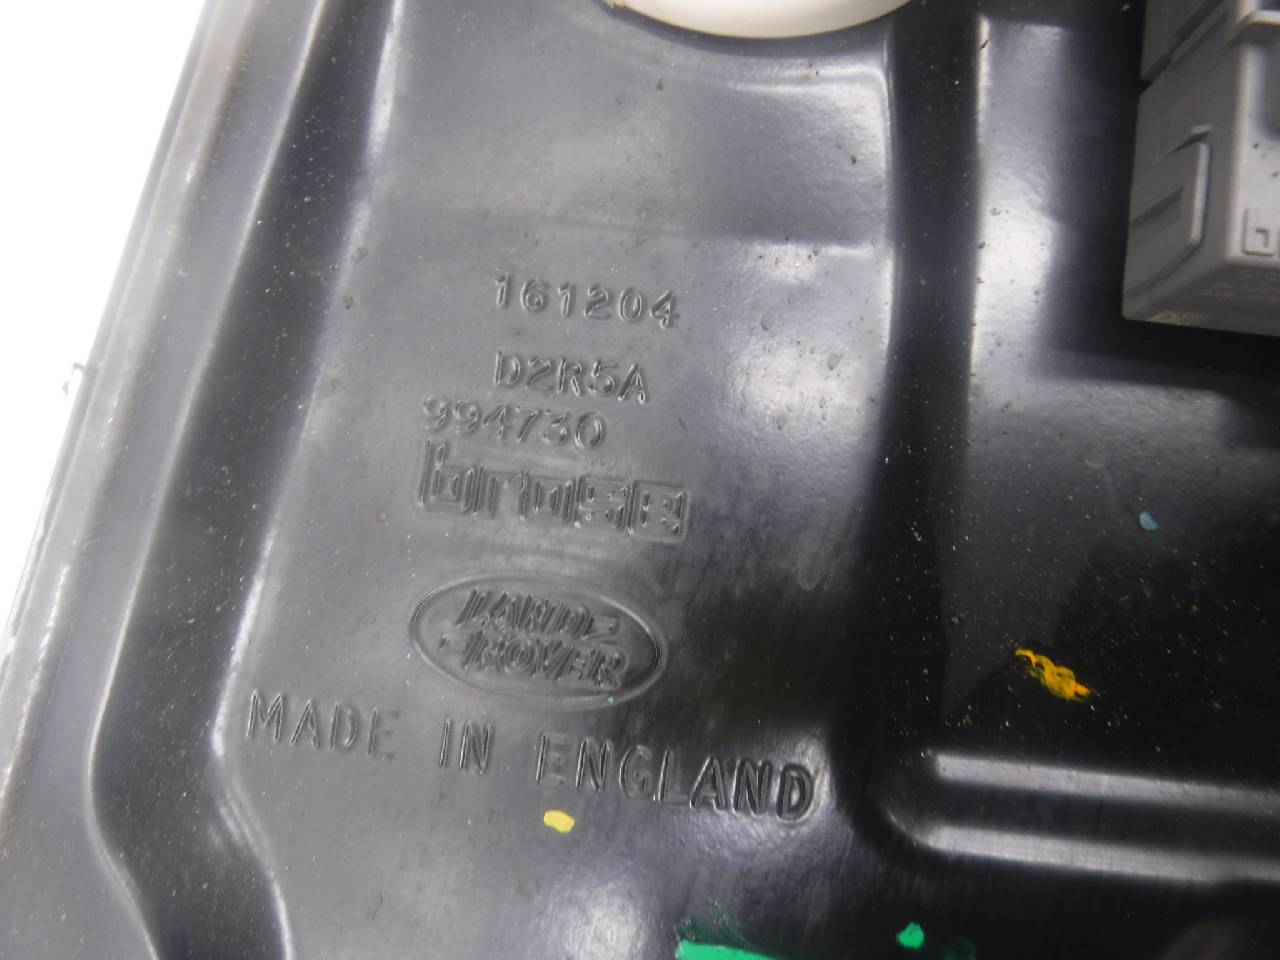 161204
D2R5A
994730
brose
LAND
ROVER
MADE IN ENGLAND